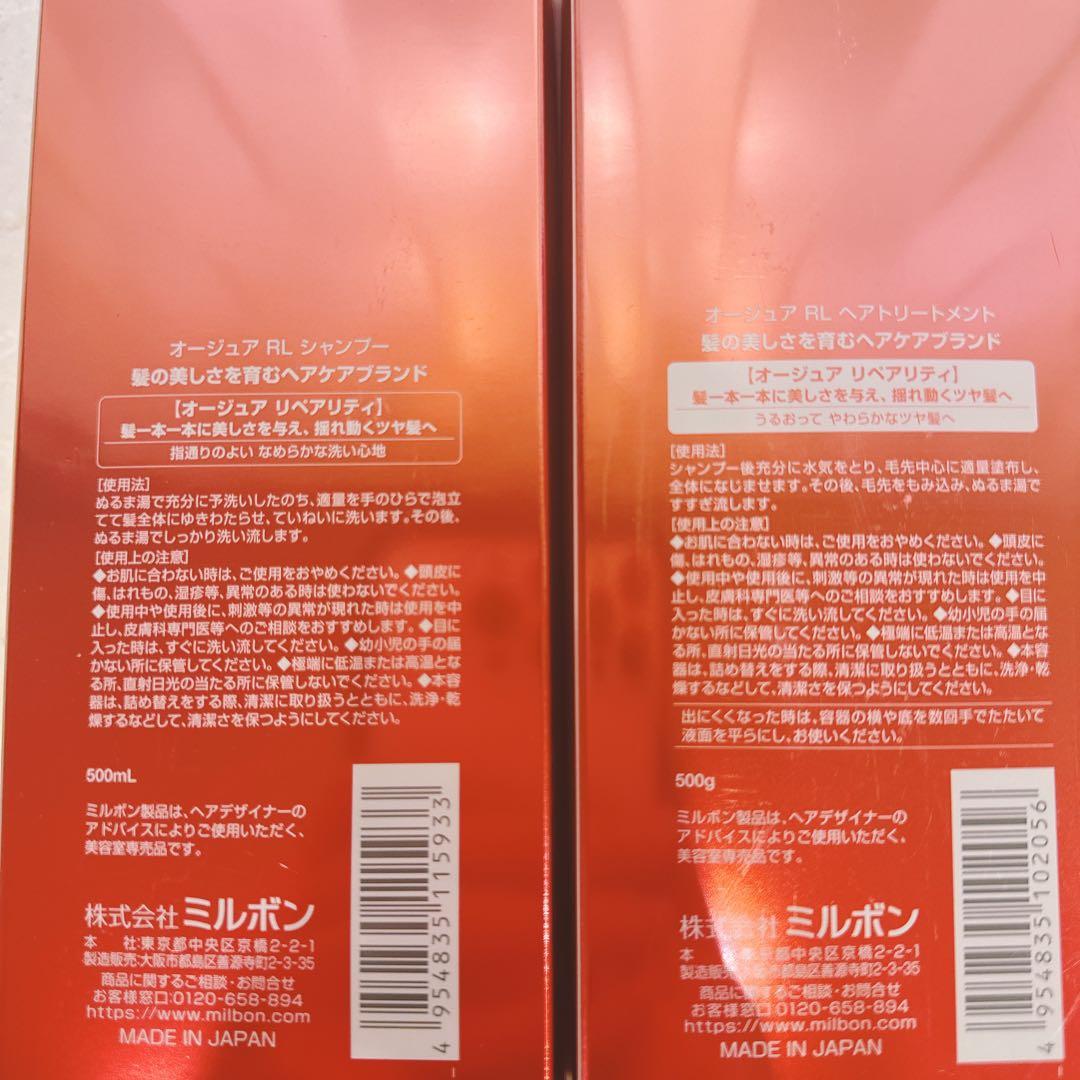 オージュア RL シャンプー
髪の美しさを育むヘアケアブランド
【オージュア リペアリティ】
髪一本一本に美しさを与え、揺れ動くツヤ髪へ
指通りのよい なめらかな洗い心地
[使用法]
ぬるま湯で充分に予洗いしたのち、適量を手のひらで泡立
てて髪全体にゆきわたらせ、ていねいに洗います。その後、
ぬるま湯でしっかり洗い流します。
[使用上の注意]
◆お肌に合わない時は、ご使用をおやめください。◆頭皮に
傷、はれもの、湿疹等、異常のある時は使わないでください。
◆使用中や使用後に、刺激等の異常が現れた時は使用を中
止し、皮膚科専門医等へのご相談をおすすめします。◆目に
入った時は、すぐに洗い流してください。◆幼小児の手の届
かない所に保管してください。◆極端に低温または高温とな
る所、直射日光の当たる所に保管しないでください。◆本容
器は、詰め替えをする際、清潔に取り扱うとともに、洗浄・乾
燥するなどして、清潔さを保つようにしてください。
500mL
ミルボン製品は、ヘアデザイナーの
アドバイスによりご使用いただく、
美容室専売品です。
株式会社 ミルボン
本 社:東京都中央区京橋2-2-1
製造販売:大阪市都島区善源寺町2-3-35
商品に関するご相談・お問合せ
お客様窓口:0120-658-894
https://www.milbon.com
MADE IN JAPAN
4 954835 115933
オージュア RL ヘアトリートメント
髪の美しさを育むヘアケアブランド
【オージュア リペアリティ】
髪一本一本に美しさを与え、揺れ動くツヤ髪へ
うるおって やわらかなツヤ髪へ
[使用法]
シャンプー後充分に水気をとり、毛先中心に適量塗布し、
全体になじませます。その後、毛先をもみ込み、ぬるま湯で
すすぎ流します。
[使用上の注意]
◆お肌に合わない時は、ご使用をおやめください。◆頭皮に
傷、はれもの、湿疹等、異常のある時は使わないでください。
◆使用中や使用後に、刺激等の異常が現れた時は使用を中
止し、皮膚科専門医等へのご相談をおすすめします。◆目に
入った時は、すぐに洗い流してください。◆幼小児の手の届
かない所に保管してください。◆極端に低温または高温とな
る所、直射日光の当たる所に保管しないでください。◆本容
器は、詰め替えをする際、清潔に取り扱うとともに、洗浄・乾
燥するなどして、清潔さを保つようにしてください。
出にくくなった時は、容器の横や底を数回手でたたいて
液面を平らにし、お使いください。
500g
ミルボン製品は、ヘアデザイナーの
アドバイスによりご使用いただく、
美容室専売品です。
株式会社 ミルボン
本 社:東京都中央区京橋2-2-1
製造販売:大阪市都島区善源寺町2-3-35
商品に関するご相談・お問合せ
お客様窓口:0120-658-894
https://www.milbon.com
MADE IN JAPAN
4 954835 102056